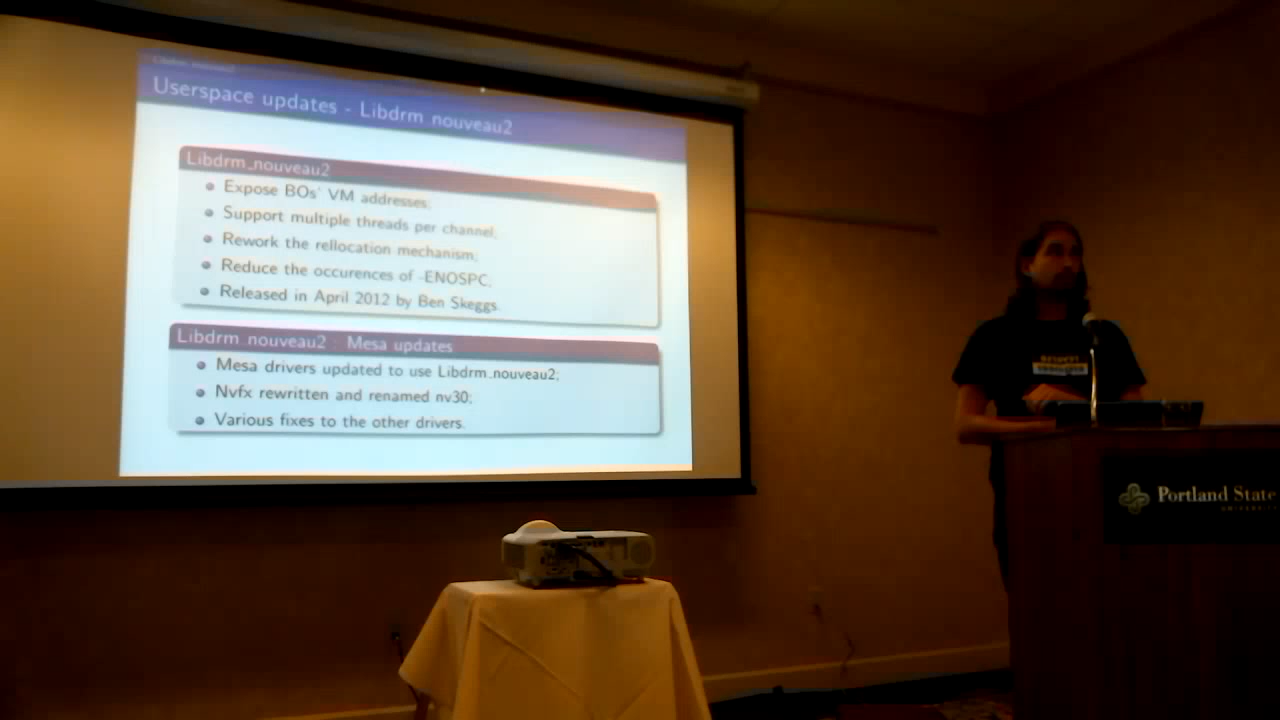 Userspace updates - Libdrm nouveau2
Libdrm_nouveau2
Expose BOs' VM addresses;
Support multiple threads per channel;
Rework the rellocation mechanism;
Reduce the occurences of -ENOSPC;
Released in April 2012 by Ben Skeggs.
Libdrm_nouveau2 : Mesa updates
Mesa drivers updated to use Libdrm_nouveau2;
Nvfx rewritten and renamed nv30;
Various fixes to the other drivers.
Portland State
UNIVERSITY